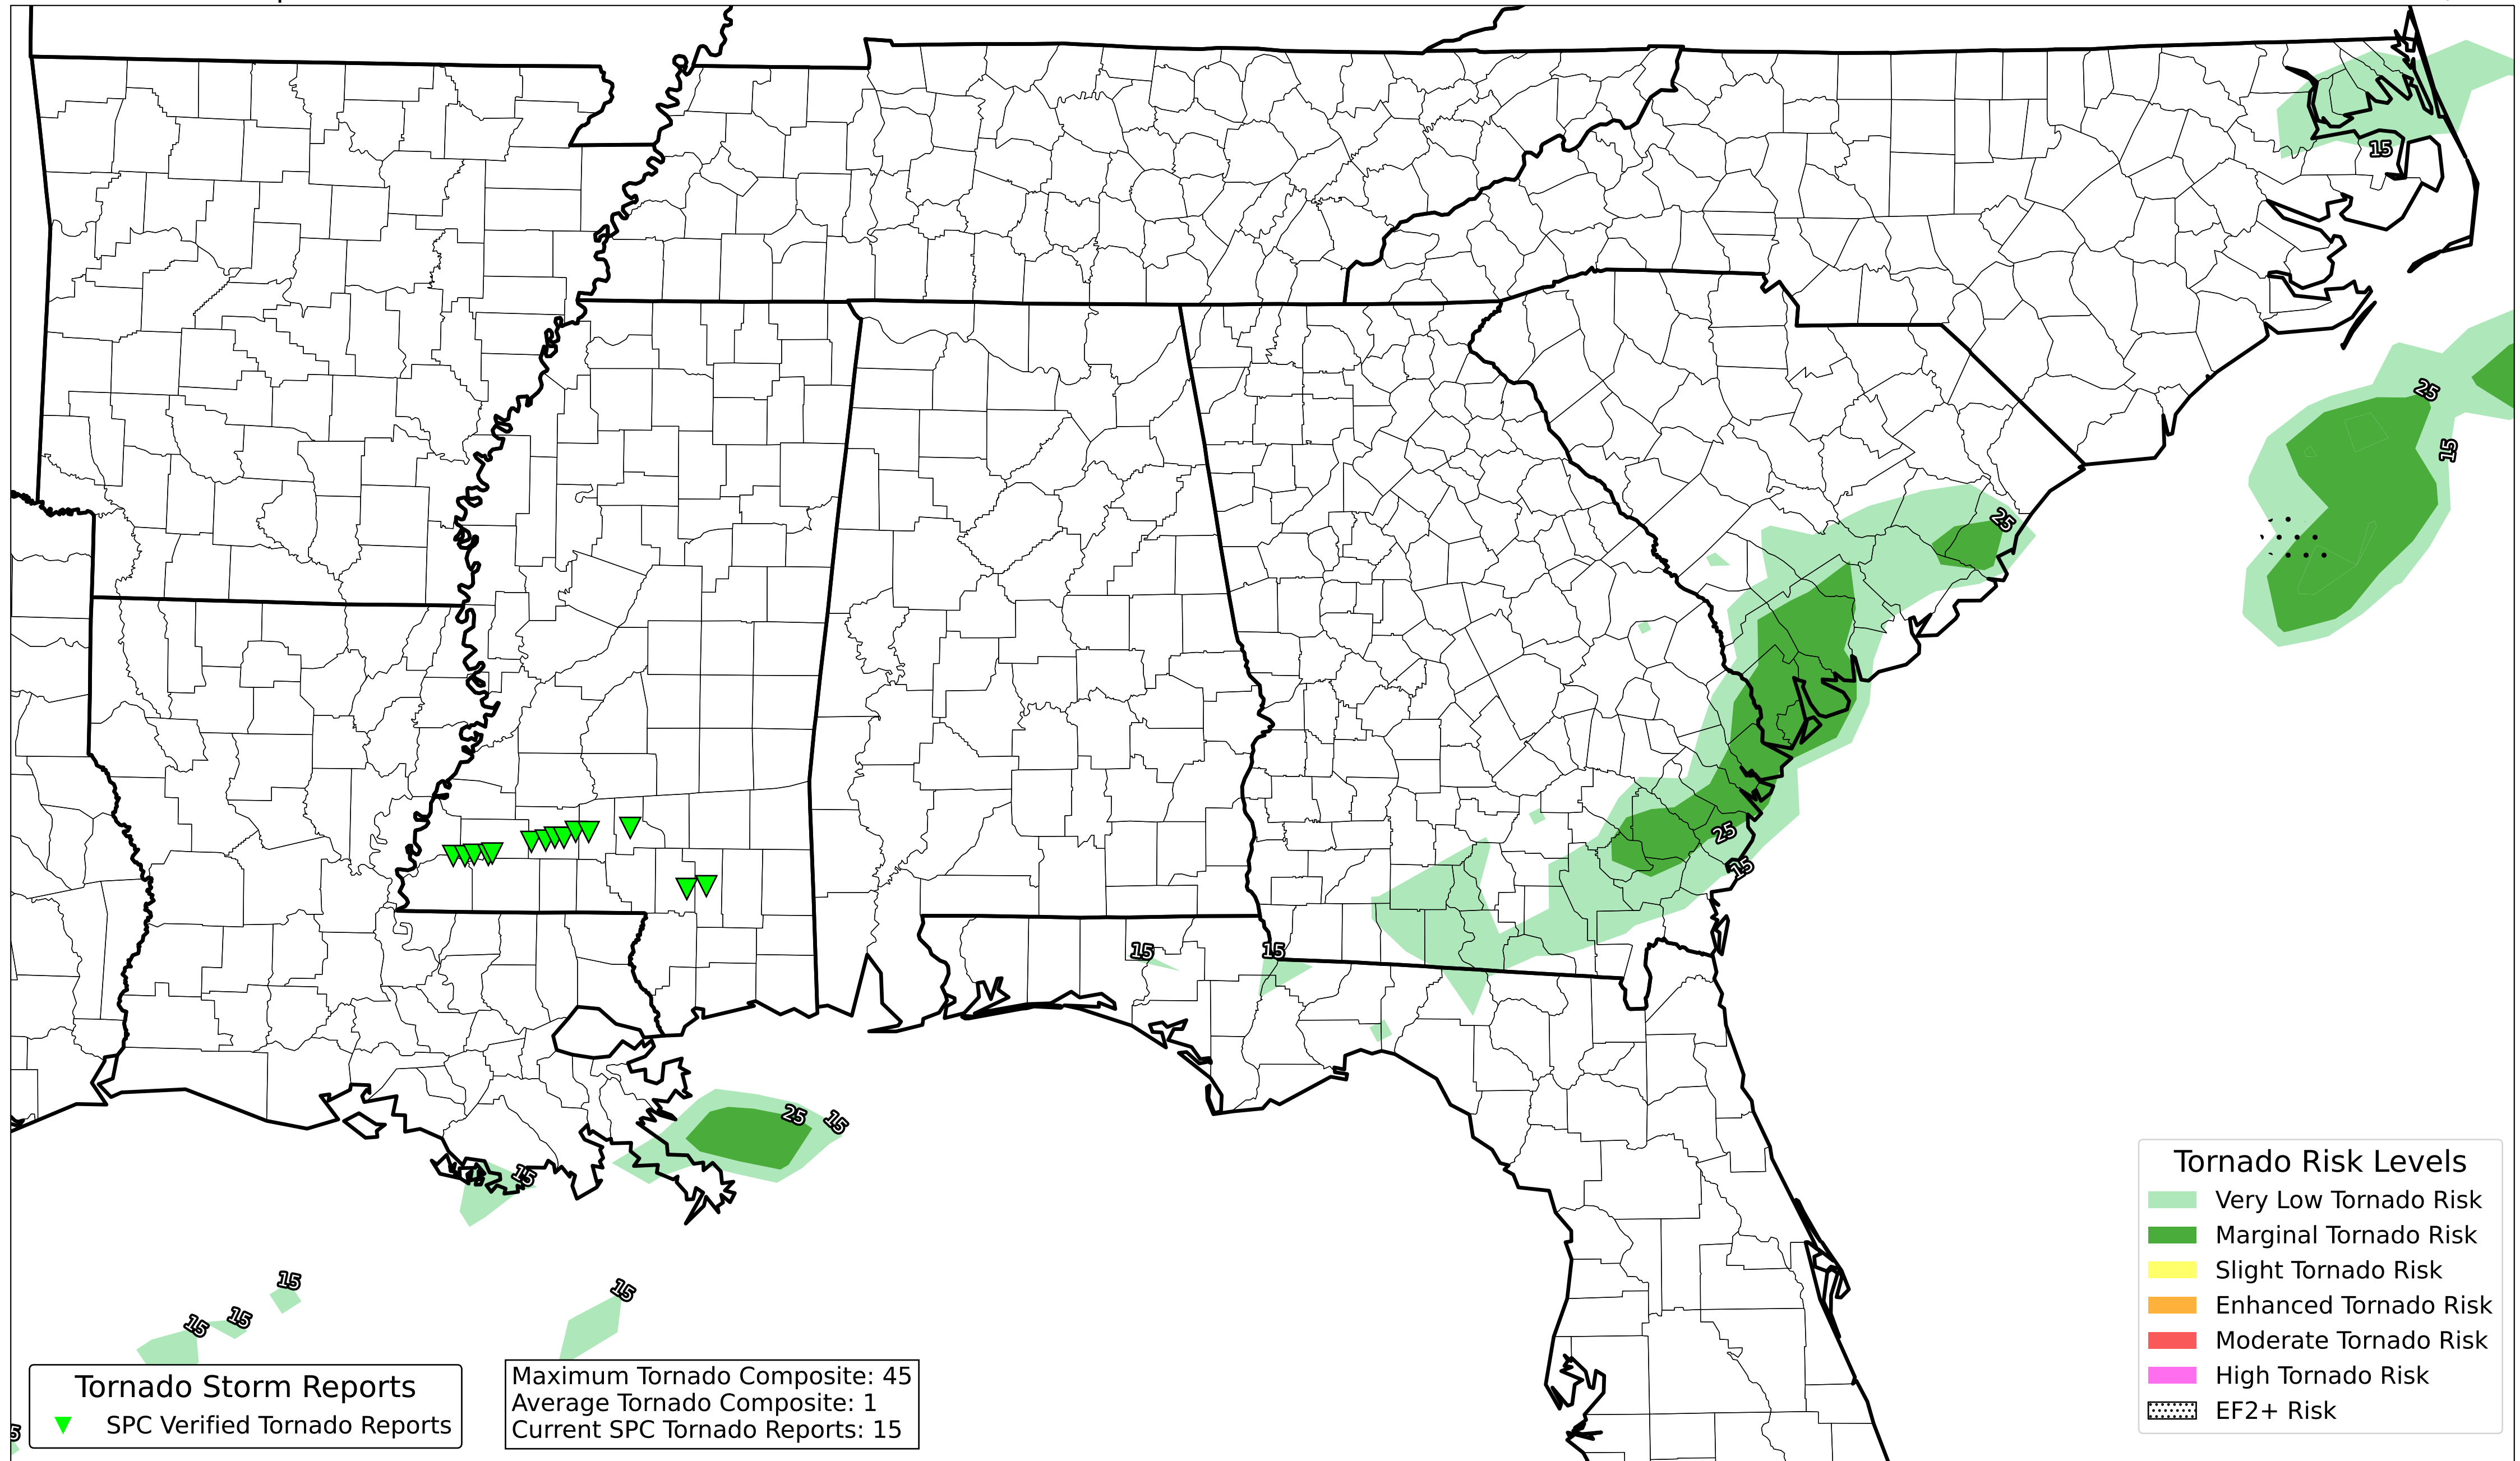 15
25
15
25
25
15
15
15
25
15
15
15
15
15
15
Tornado Risk Levels
Very Low Tornado Risk
Marginal Tornado Risk
Slight Tornado Risk
Enhanced Tornado Risk
Moderate Tornado Risk
High Tornado Risk
EF2+ Risk
Tornado Storm Reports
SPC Verified Tornado Reports
Maximum Tornado Composite: 45
Average Tornado Composite: 1
Current SPC Tornado Reports: 15